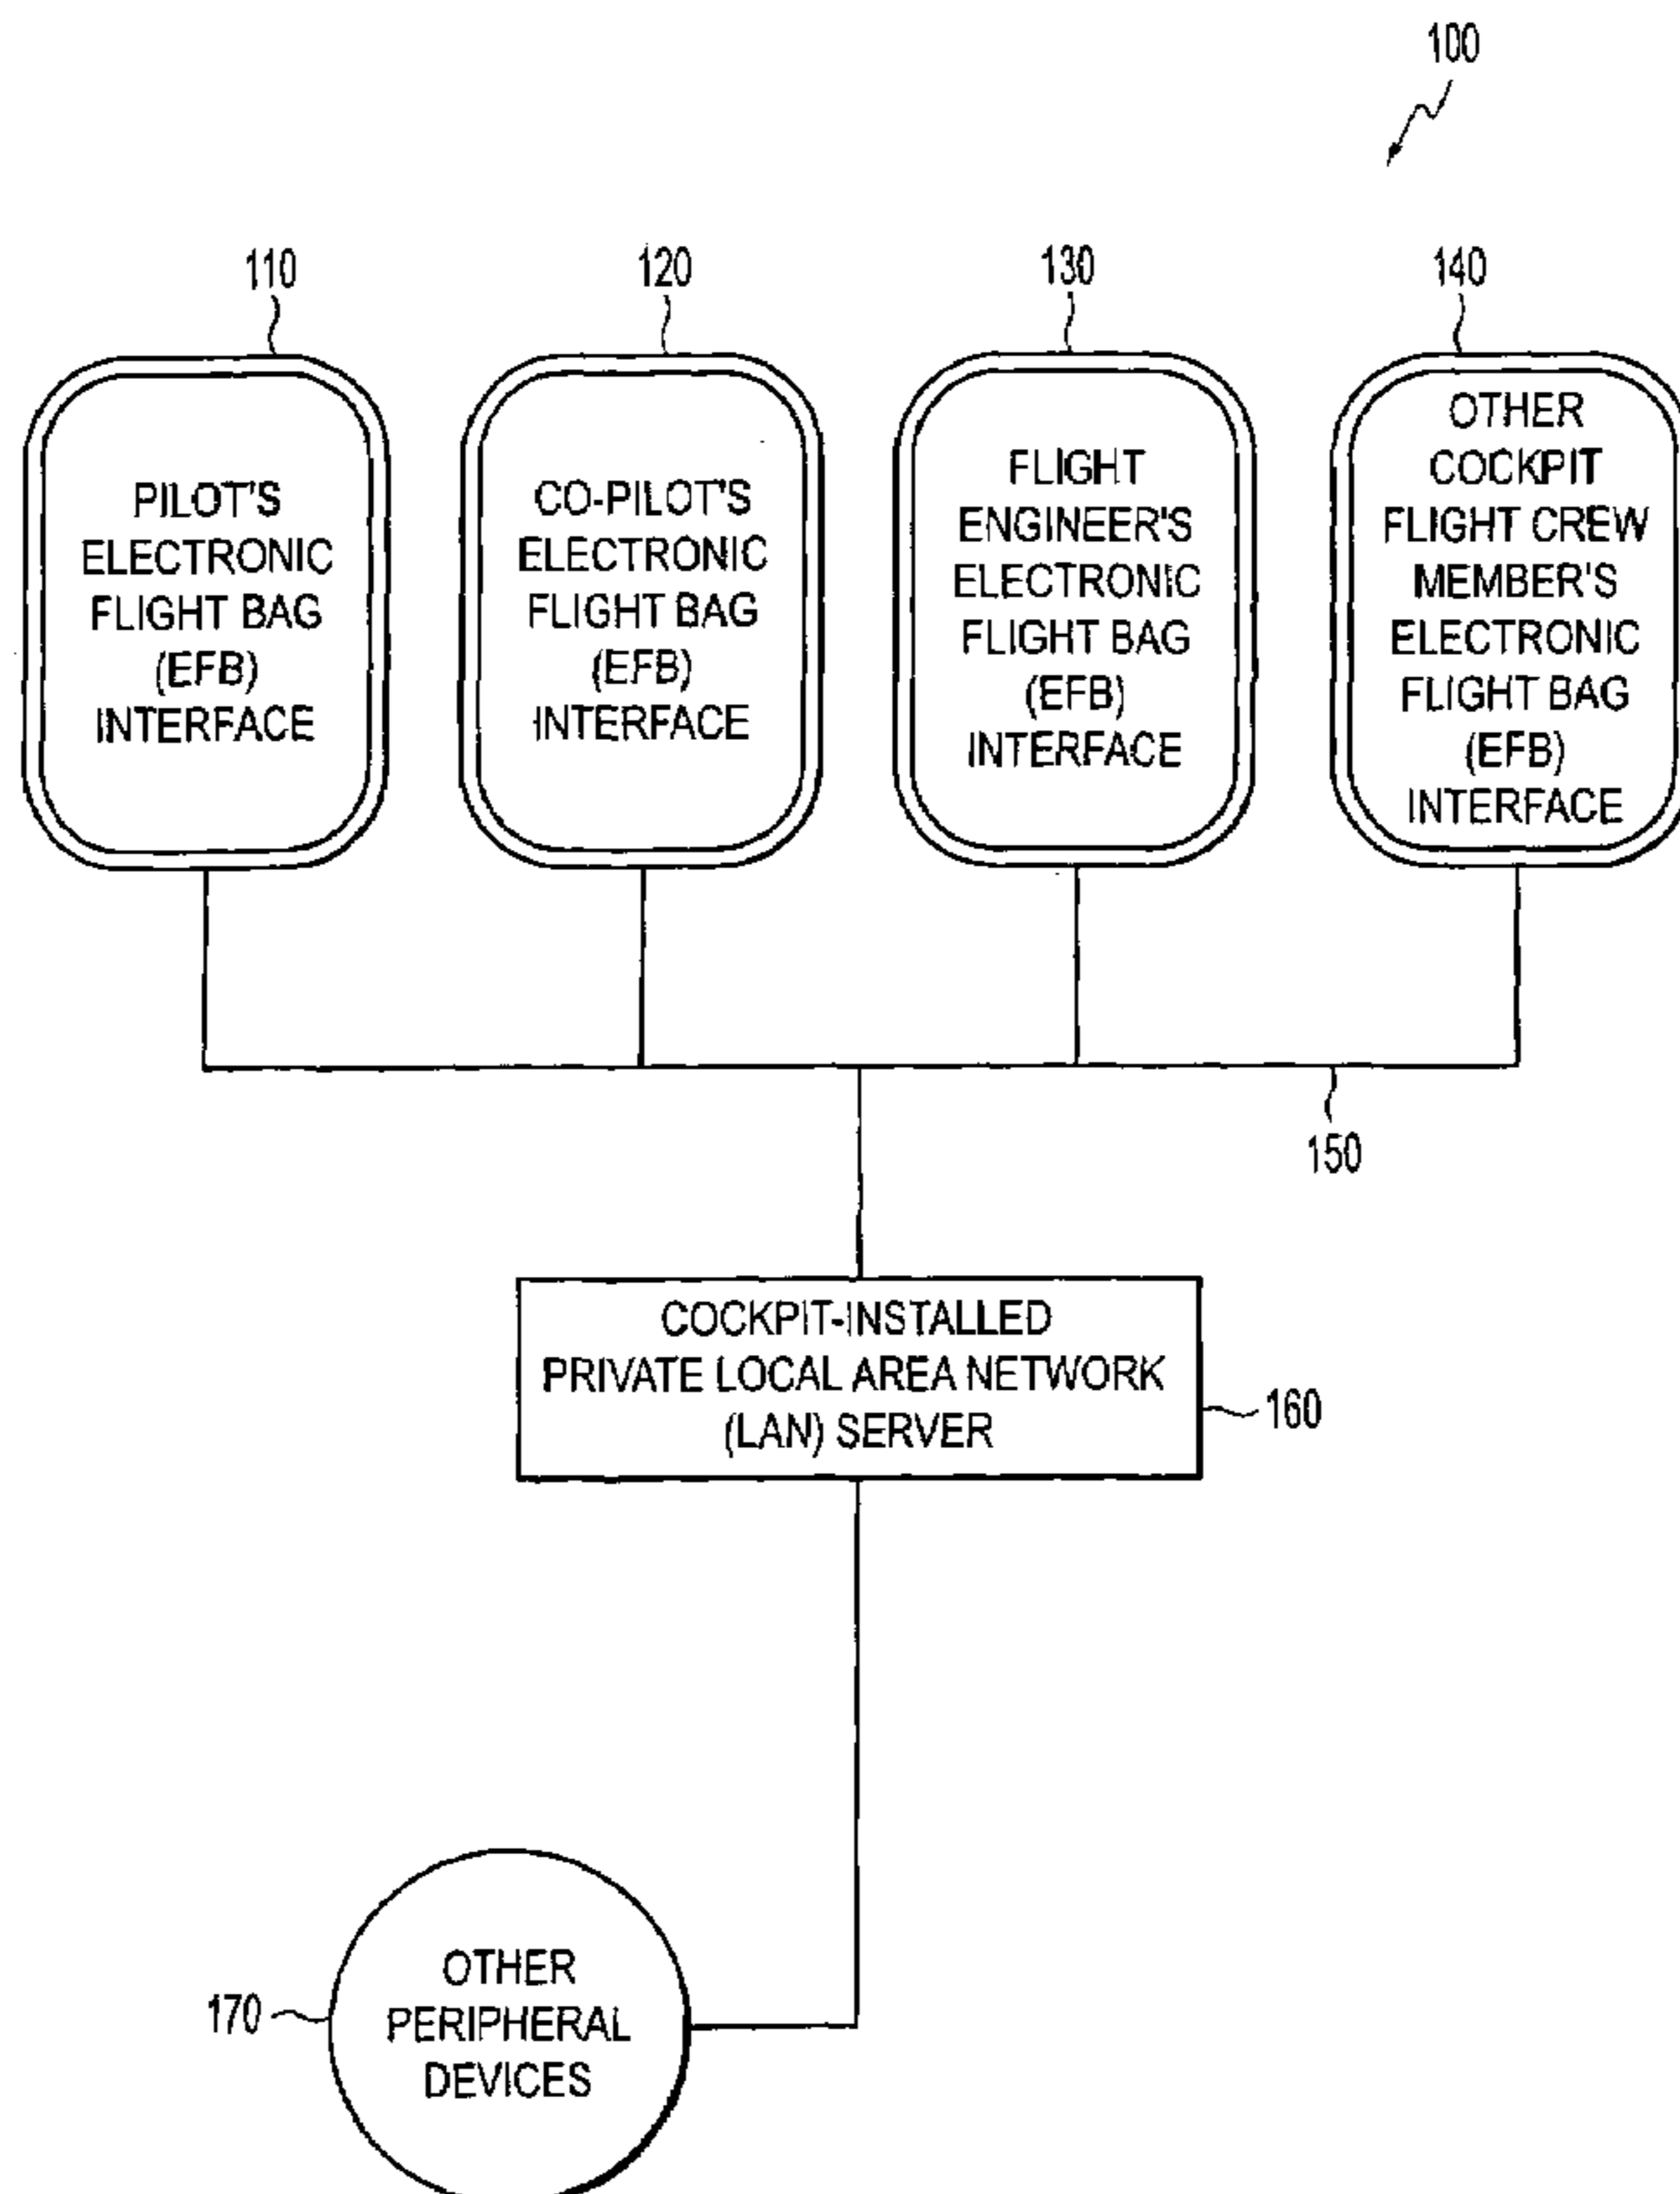 100
110
120
130
140
PILOT'S
ELECTRONIC
FLIGHT BAG
(EFB)
INTERFACE
CO-PILOT'S
ELECTRONIC
FLIGHT BAG
(EFB)
INTERFACE
FLIGHT
ENGINEER'S
ELECTRONIC
FLIGHT BAG
(EFB)
INTERFACE
OTHER
COCKPIT
FLIGHT CREW
MEMBER'S
ELECTRONIC
FLIGHT BAG
(EFB)
INTERFACE
150
COCKPIT-INSTALLED
PRIVATE LOCAL AREA NETWORK
(LAN) SERVER
160
170
OTHER
PERIPHERAL
DEVICES